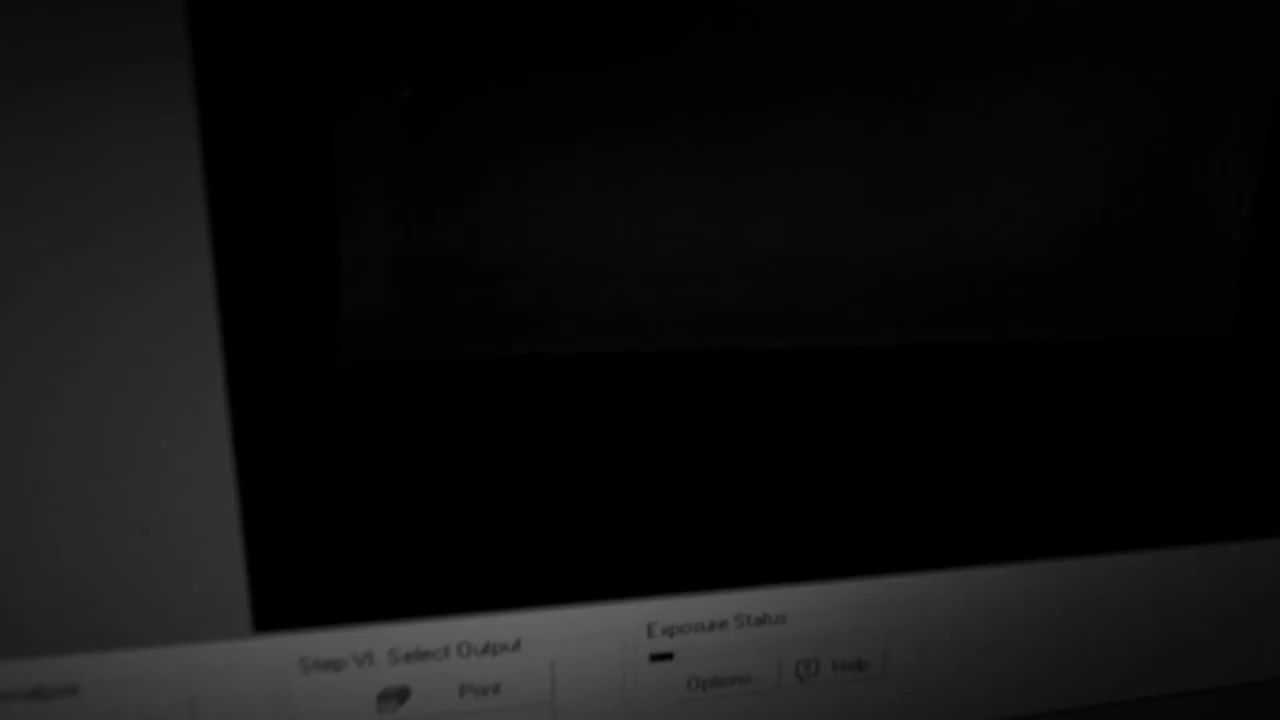 Step VI. Select Output
Print
Exposure Status
Options
Help